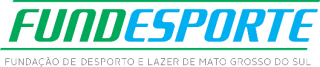 FUNDESPORTE
FUNDAÇÃO DE DESPORTO E LAZER DE MATO GROSSO DO SUL